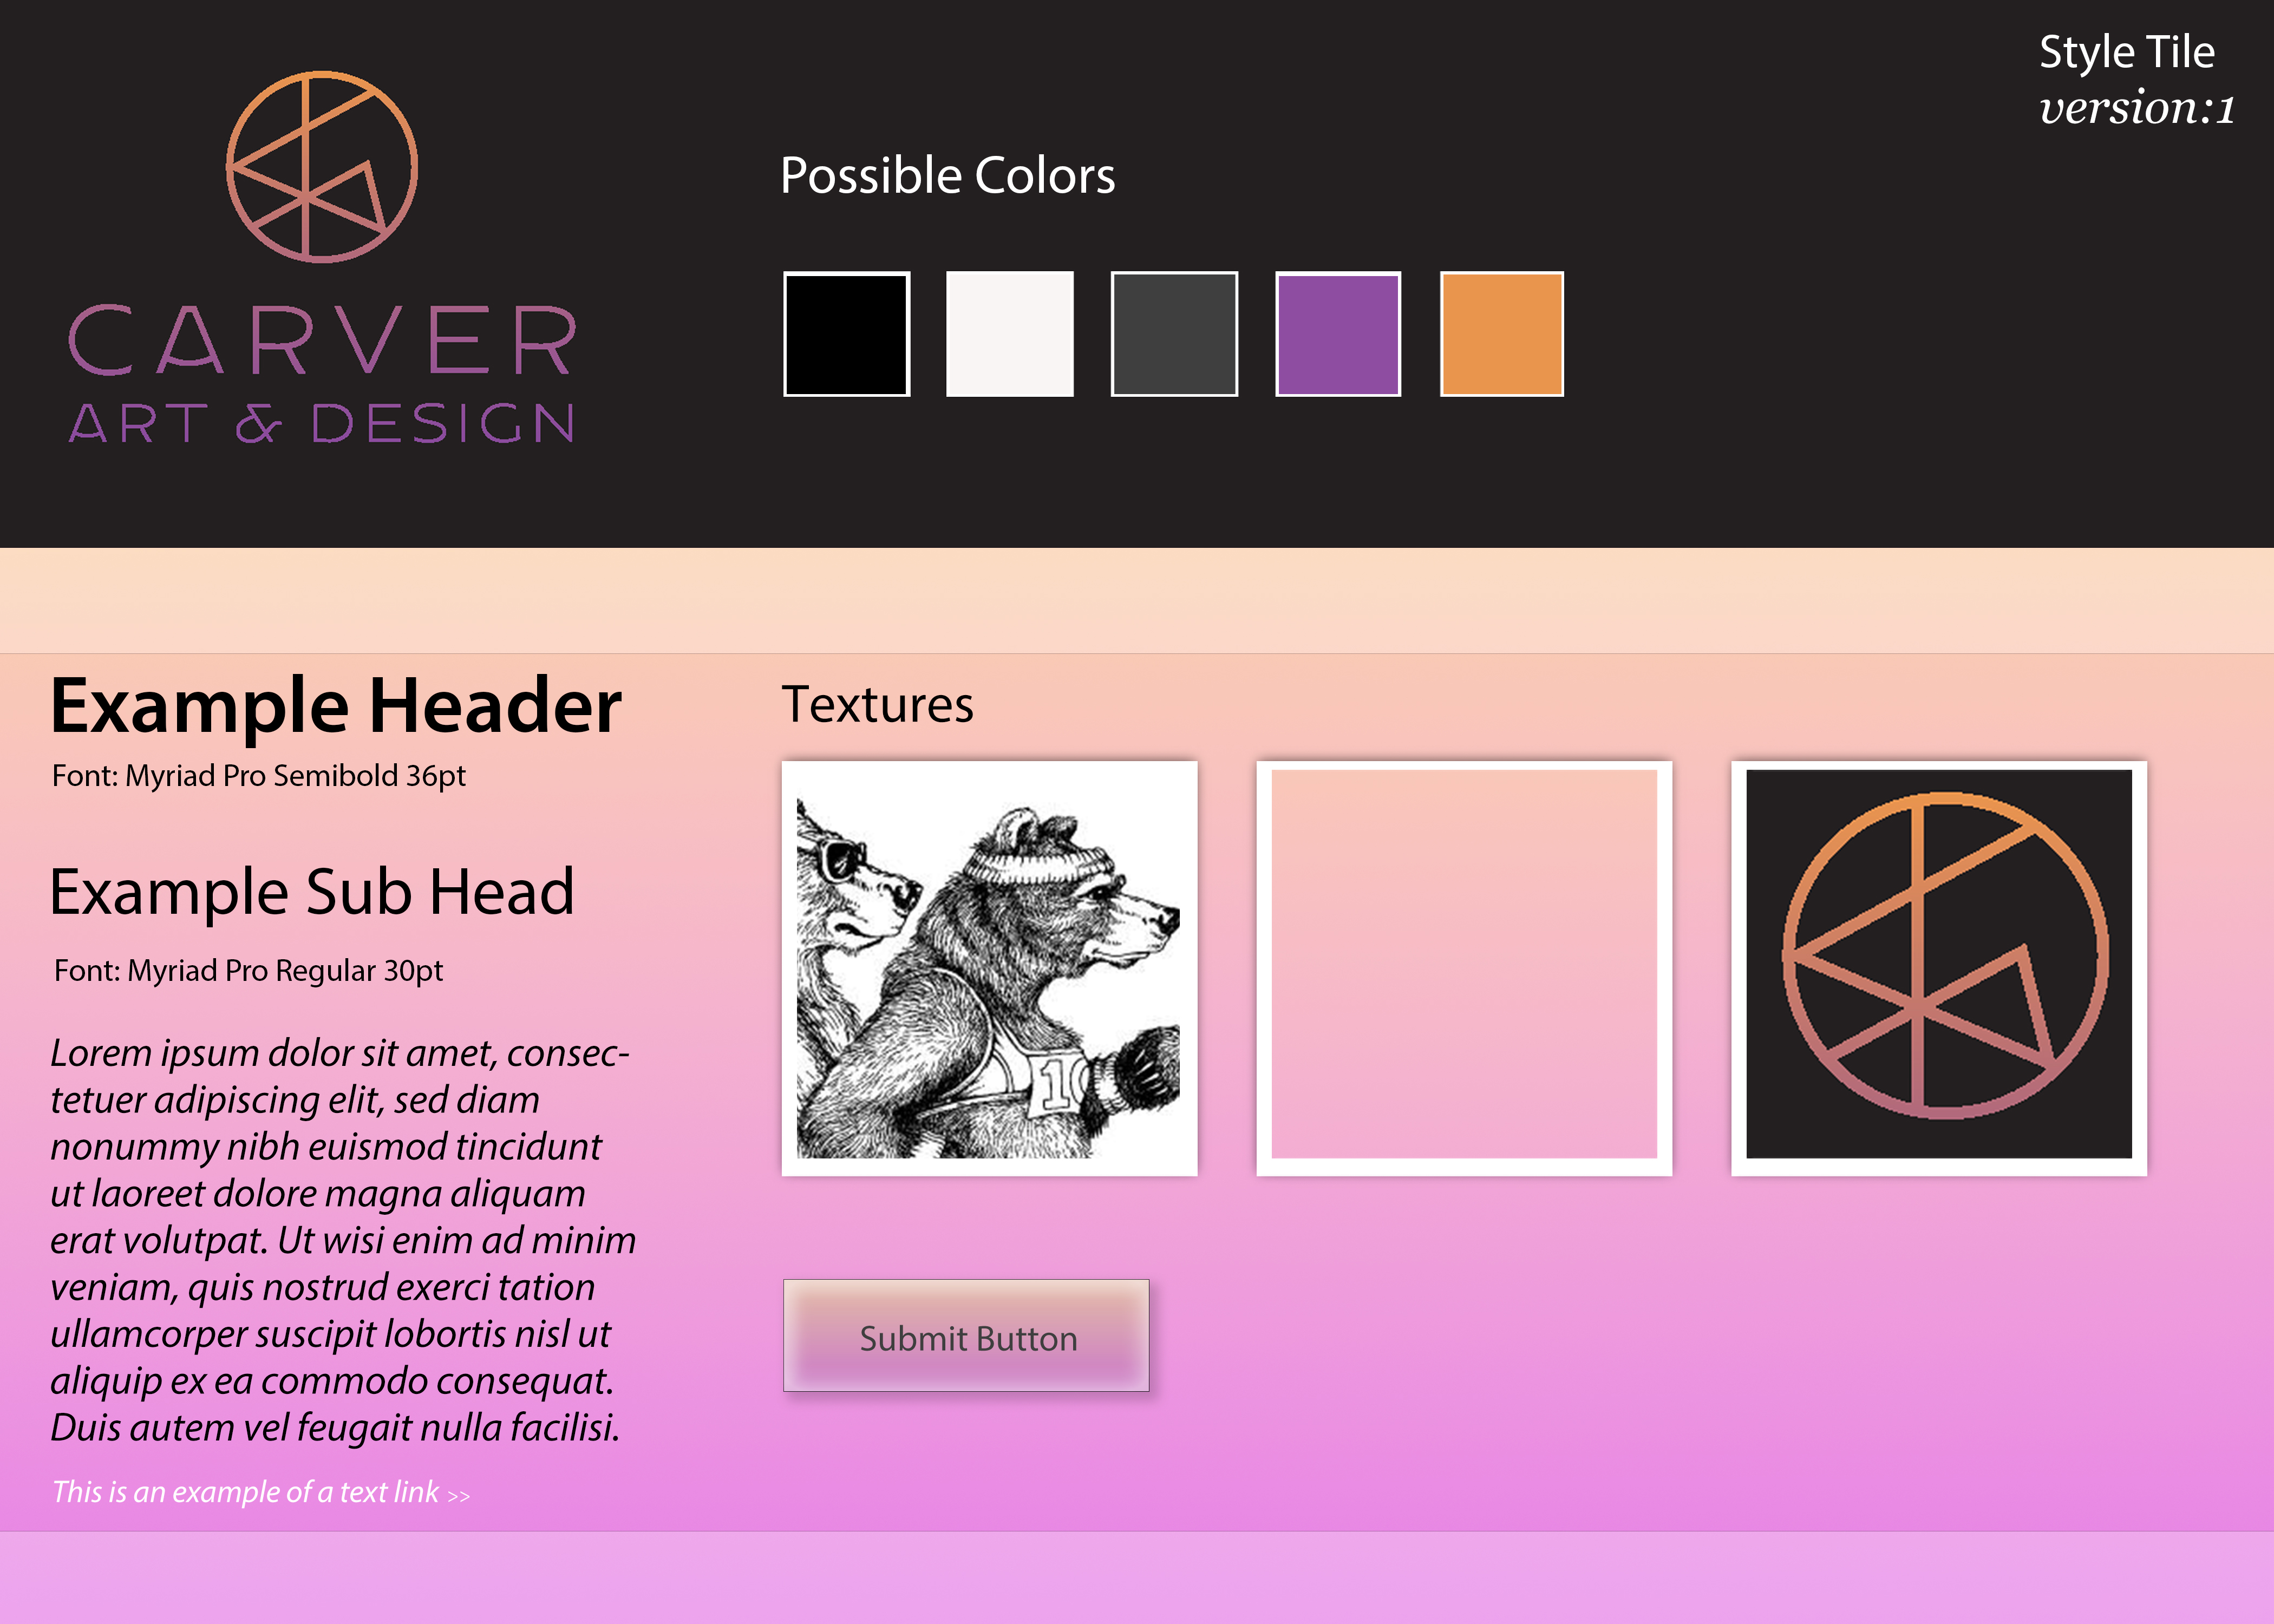 Style Tile
version:1
CARVER
ART & DESIGN
Possible Colors
Example Header
Font: Myriad Pro Semibold 36pt
Example Sub Head
Font: Myriad Pro Regular 30pt
Lorem ipsum dolor sit amet, consec-
tetuer adipiscing elit, sed diam
nonummy nibh euismod tincidunt
ut laoreet dolore magna aliquam
erat volutpat. Ut wisi enim ad minim
veniam, quis nostrud exerci tation
ullamcorper suscipit lobortis nisl ut
aliquip ex ea commodo consequat.
Duis autem vel feugait nulla facilisi.
This is an example of a text link >>
Textures
10
Submit Button